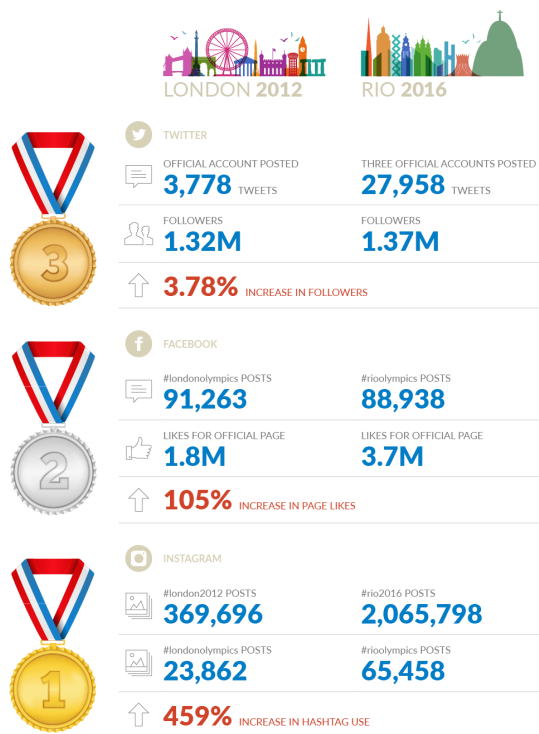 LONDON 2012
RIO 2016
TWITTER
3
OFFICIAL ACCOUNT POSTED
3,778 TWEETS
THREE OFFICIAL ACCOUNTS POSTED
27,958 TWEETS
FOLLOWERS
1.32M
FOLLOWERS
1.37M
3.78% INCREASE IN FOLLOWERS
f
FACEBOOK
2
#londonolympics POSTS
91,263
#rioolympics POSTS
88,938
LIKES FOR OFFICIAL PAGE
1.8M
LIKES FOR OFFICIAL PAGE
3.7M
105% INCREASE IN PAGE LIKES
INSTAGRAM
1
#london2012 POSTS
369,696
#rio2016 POSTS
2,065,798
#londonolympics POSTS
23,862
#rioolympics POSTS
65,458
459% INCREASE IN HASHTAG USE